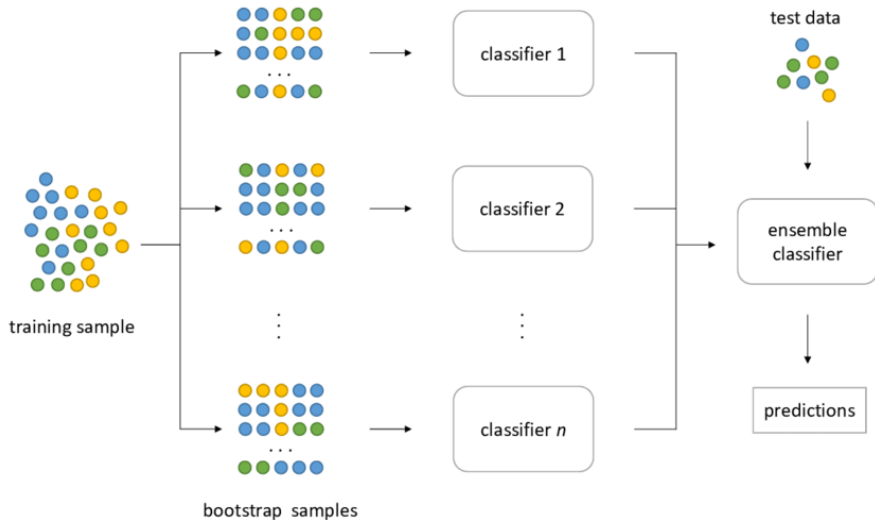 test data
classifier 1
. . .
classifier 2
ensemble
classifier
. . .
training sample
predictions
classifier n
. . .
bootstrap samples